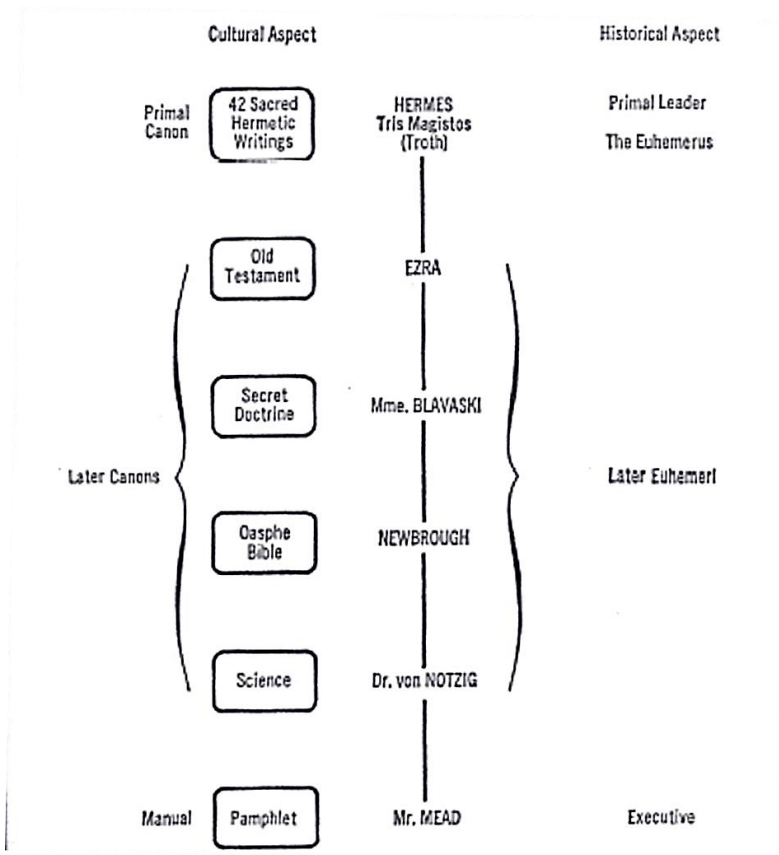 Cultural Aspect
Historical Aspect
Primal
Canon
42 Sacred
Hermetic
Writings
HERMES
Tris Magistos
(Troth)
Primal Leader
The Euhemerus
Old
Testament
EZRA
Secret
Doctrine
Mme. BLAVASKI
Later Canons
Later Euhemeri
Oasphe
Bible
NEWBROUGH
Science
Dr. von NOTZIG
Manual
Pamphlet
Mr. MEAD
Executive